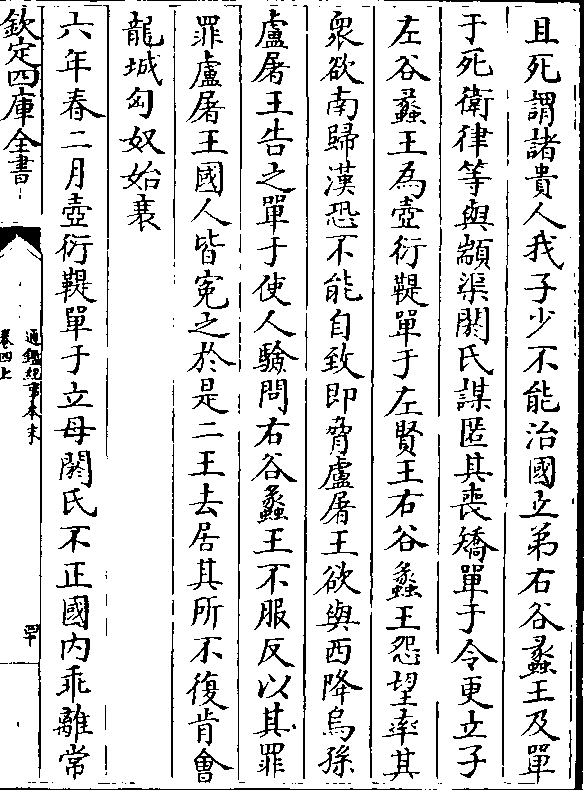 且死謂諸貴人我子少不能治國立弟右谷蠡王及單
于死衛律等與顓渠閼氏謀匿其喪矯單于令更立子
左谷蠡王為壺衍鞮單于左賢王右谷蠡王怨望率其
衆欲南歸漢恐不能自致即脅盧屠王欲與西降烏孫
盧屠王告之單于使人驗問右谷蠡王不服反以其罪
罪盧屠王國人皆寃之於是二王去居其所不復肯會
龍城匈奴始衰
六年春二月壺衍鞮單于立母閼氏不正國内乖離常
欽定四庫全書
通鑑紀事本末
卷四上